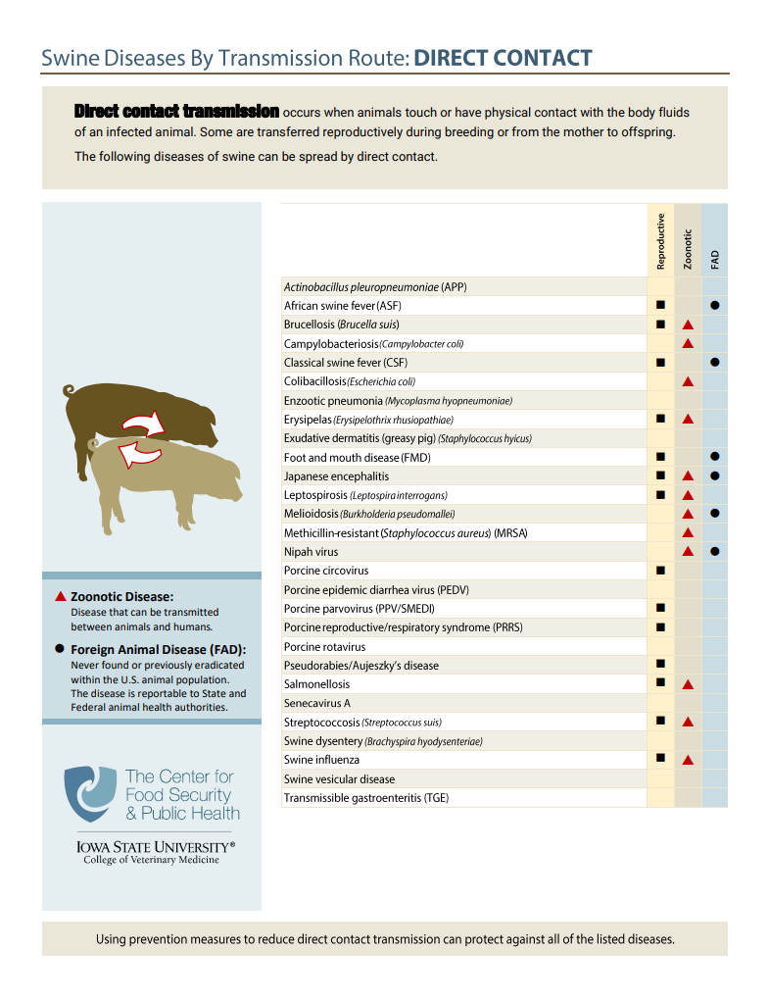 Swine Diseases By Transmission Route: DIRECT CONTACT
Direct contact transmission occurs when animals touch or have physical contact with the body fluids
of an infected animal. Some are transferred reproductively during breeding or from the mother to offspring.
The following diseases of swine can be spread by direct contact.
Reproductive
Zoonotic
FAD
Actinobacillus pleuropneumoniae (APP)
African swine fever (ASF) ■ ●
Brucellosis (Brucella suis) ■ ▲
Campylobacteriosis (Campylobacter coli) ▲
Classical swine fever (CSF) ■ ●
Colibacillosis (Escherichia coli) ▲
Enzootic pneumonia (Mycoplasma hyopneumoniae)
Erysipelas (Erysipelothrix rhusiopathiae) ■ ▲
Exudative dermatitis (greasy pig) (Staphylococcus hyicus)
Foot and mouth disease (FMD) ■ ●
Japanese encephalitis ■ ▲ ●
Leptospirosis (Leptospira interrogans) ■ ▲
Melioidosis (Burkholderia pseudomallei) ▲ ●
Methicillin-resistant (Staphylococcus aureus) (MRSA) ▲
Nipah virus ▲ ●
Porcine circovirus ■
Porcine epidemic diarrhea virus (PEDV)
Porcine parvovirus (PPV/SMEDI) ■
Porcine reproductive/respiratory syndrome (PRRS) ■
Porcine rotavirus
Pseudorabies/Aujeszky's disease ■
Salmonellosis ■ ▲
Senecavirus A
Streptococcosis (Streptococcus suis) ■ ▲
Swine dysentery (Brachyspira hyodysenteriae)
Swine influenza ■ ▲
Swine vesicular disease
Transmissible gastroenteritis (TGE)
▲ Zoonotic Disease:
Disease that can be transmitted
between animals and humans.
● Foreign Animal Disease (FAD):
Never found or previously eradicated
within the U.S. animal population.
The disease is reportable to State and
Federal animal health authorities.
The Center for
Food Security
& Public Health
IOWA STATE UNIVERSITY®
College of Veterinary Medicine
Using prevention measures to reduce direct contact transmission can protect against all of the listed diseases.